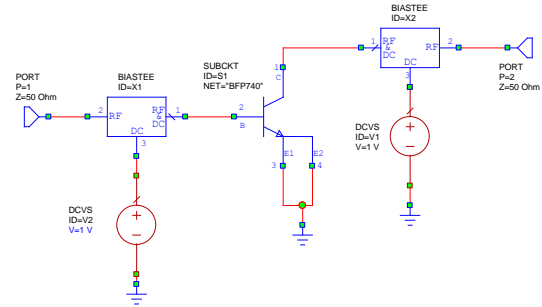 BIASTEE
ID=X2
1
RF
&
DC
RF
2
DC
3
PORT
P=2
Z=50 Ohm
PORT
P=1
Z=50 Ohm
BIASTEE
ID=X1
2
RF
RF
&
DC
1
DC
3
SUBCKT
ID=S1
NET="BFP740"
1
C
2
B
E1
E2
3
4
DCVS
ID=V1
V=1 V
+
−
DCVS
ID=V2
V=1 V
+
−